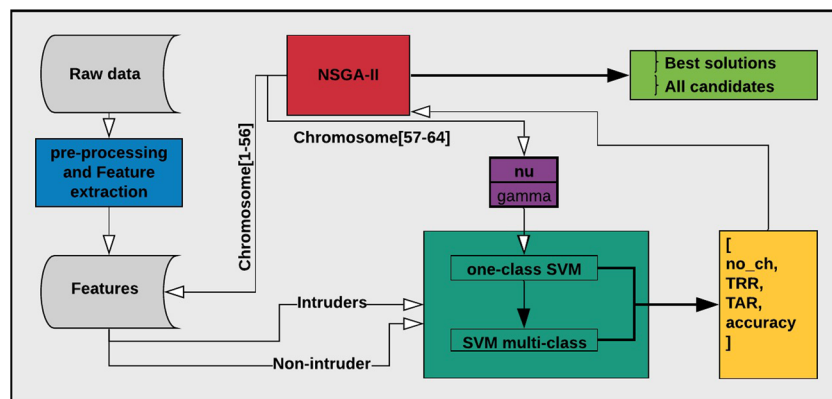 Raw data
NSGA-II
Best solutions
All candidates
Chromosome[57-64]
Chromosome[1-56]
pre-processing
and Feature
extraction
nu
gamma
Features
one-class SVM
SVM multi-class
Intruders
Non-intruder
[
no_ch,
TRR,
TAR,
accuracy
]